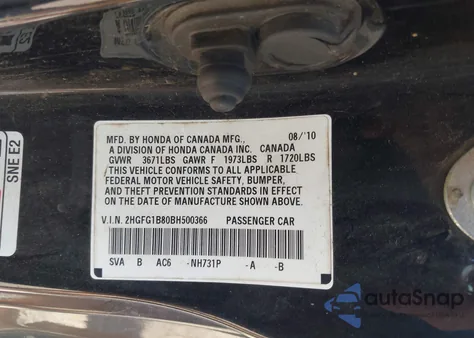 SNE E2
MFD. BY HONDA OF CANADA MFG., 08/'10
A DIVISION OF HONDA CANADA INC. CANADA
GVWR 3671LBS GAWR F 1973LBS R 1720LBS
/THIS VEHICLE CONFORMS TO ALL APPLICABLE
FEDERAL MOTOR VEHICLE SAFETY, BUMPER,
AND THEFT PREVENTION STANDARDS IN EFFECT
ON THE DATE OF MANUFACTURE SHOWN ABOVE.
V.I.N. 2HGFG1B80BH500366 PASSENGER CAR
SVA B AC6 -NH731P -A -B
autoSnap